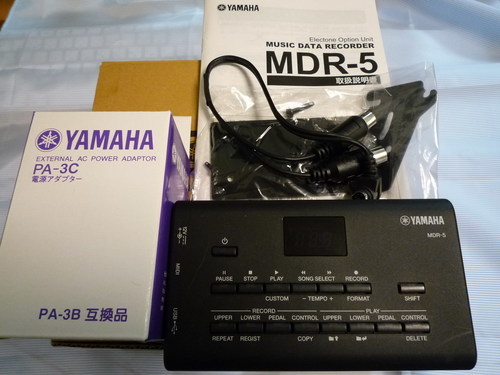 YAMAHA
Electone Option Unit
MUSIC DATA RECORDER
MDR-5
取扱説明書
YAMAHA
EXTERNAL AC POWER ADAPTOR
PA-3C
電源アダプター
PA-3B 互換品
12V
MIDI
USB
YAMAHA
MDR-5
PAUSE STOP PLAY SONG SELECT RECORD
CUSTOM - TEMPO + FORMAT
SHIFT
RECORD PLAY
UPPER LOWER PEDAL CONTROL UPPER LOWER PEDAL CONTROL
REPEAT REGIST COPY DELETE